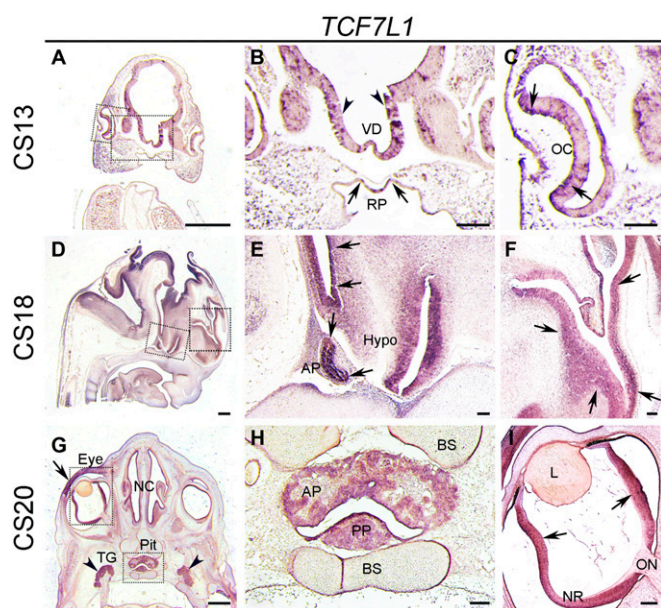 TCF7L1
CS13
A
B
VD
RP
C
OC
CS18
D
E
AP
Hypo
F
CS20
G
Eye
NC
TG
Pit
H
BS
AP
PP
BS
I
L
ON
NR